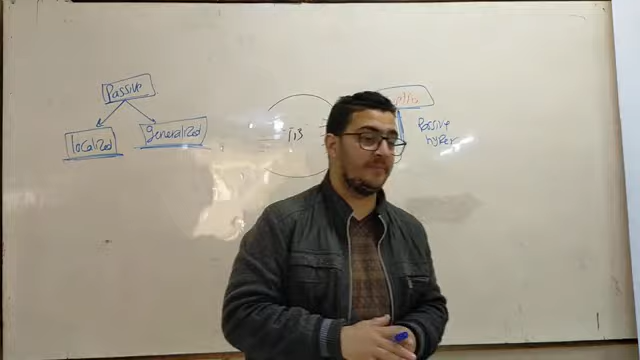 Passive
localized
generalized
Passive
hyper